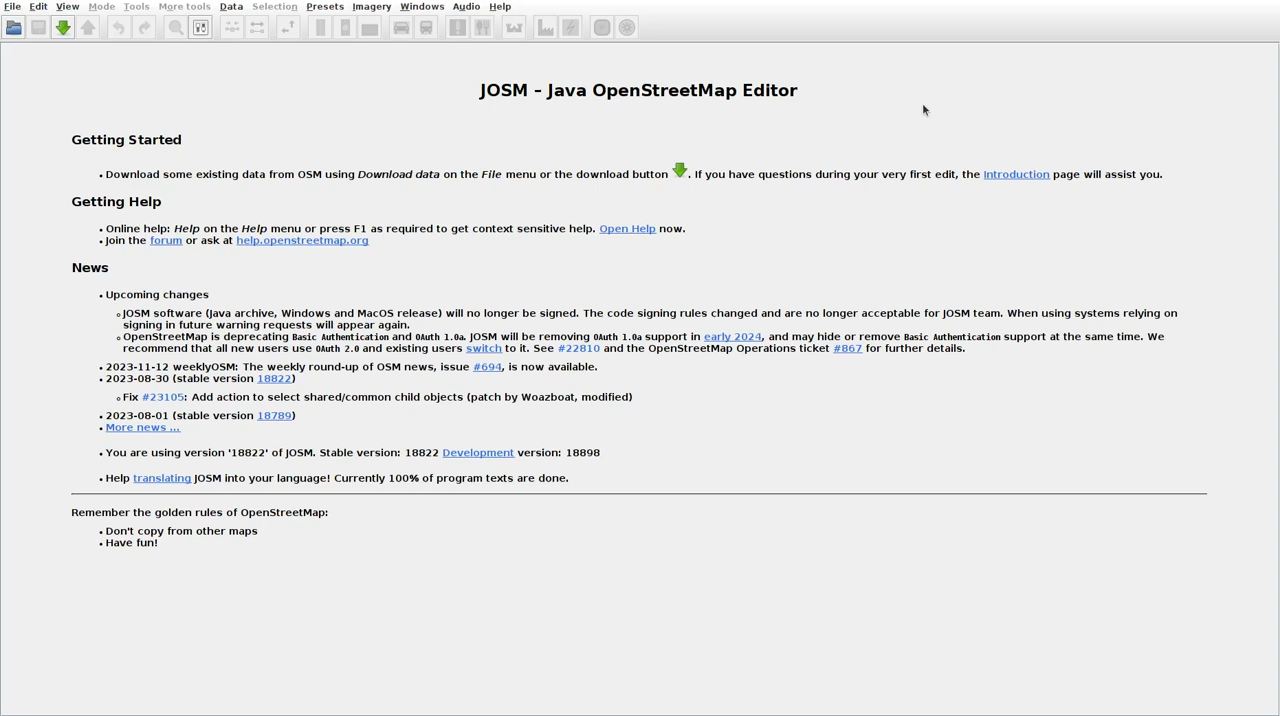 File Edit View Mode Tools More tools Data Selection Presets Imagery Windows Audio Help
JOSM – Java OpenStreetMap Editor
Getting Started
Download some existing data from OSM using Download data on the File menu or the download button . If you have questions during your very first edit, the Introduction page will assist you.
Getting Help
Online help: Help on the Help menu or press F1 as required to get context sensitive help. Open Help now.
Join the forum or ask at help.openstreetmap.org
News
Upcoming changes
JOSM software (Java archive, Windows and MacOS release) will no longer be signed. The code signing rules changed and are no longer acceptable for JOSM team. When using systems relying on
signing in future warning requests will appear again.
OpenStreetMap is deprecating Basic Authentication and OAuth 1.0a. JOSM will be removing OAuth 1.0a support in early 2024, and may hide or remove Basic Authentication support at the same time. We
recommend that all new users use OAuth 2.0 and existing users switch to it. See #22810 and the OpenStreetMap Operations ticket #867 for further details.
2023-11-12 weeklyOSM: The weekly round-up of OSM news, issue #694, is now available.
2023-08-30 (stable version 18822)
Fix #23105: Add action to select shared/common child objects (patch by Woazboat, modified)
2023-08-01 (stable version 18789)
More news ...
You are using version '18822' of JOSM. Stable version: 18822 Development version: 18898
Help translating JOSM into your language! Currently 100% of program texts are done.
Remember the golden rules of OpenStreetMap:
Don't copy from other maps
Have fun!